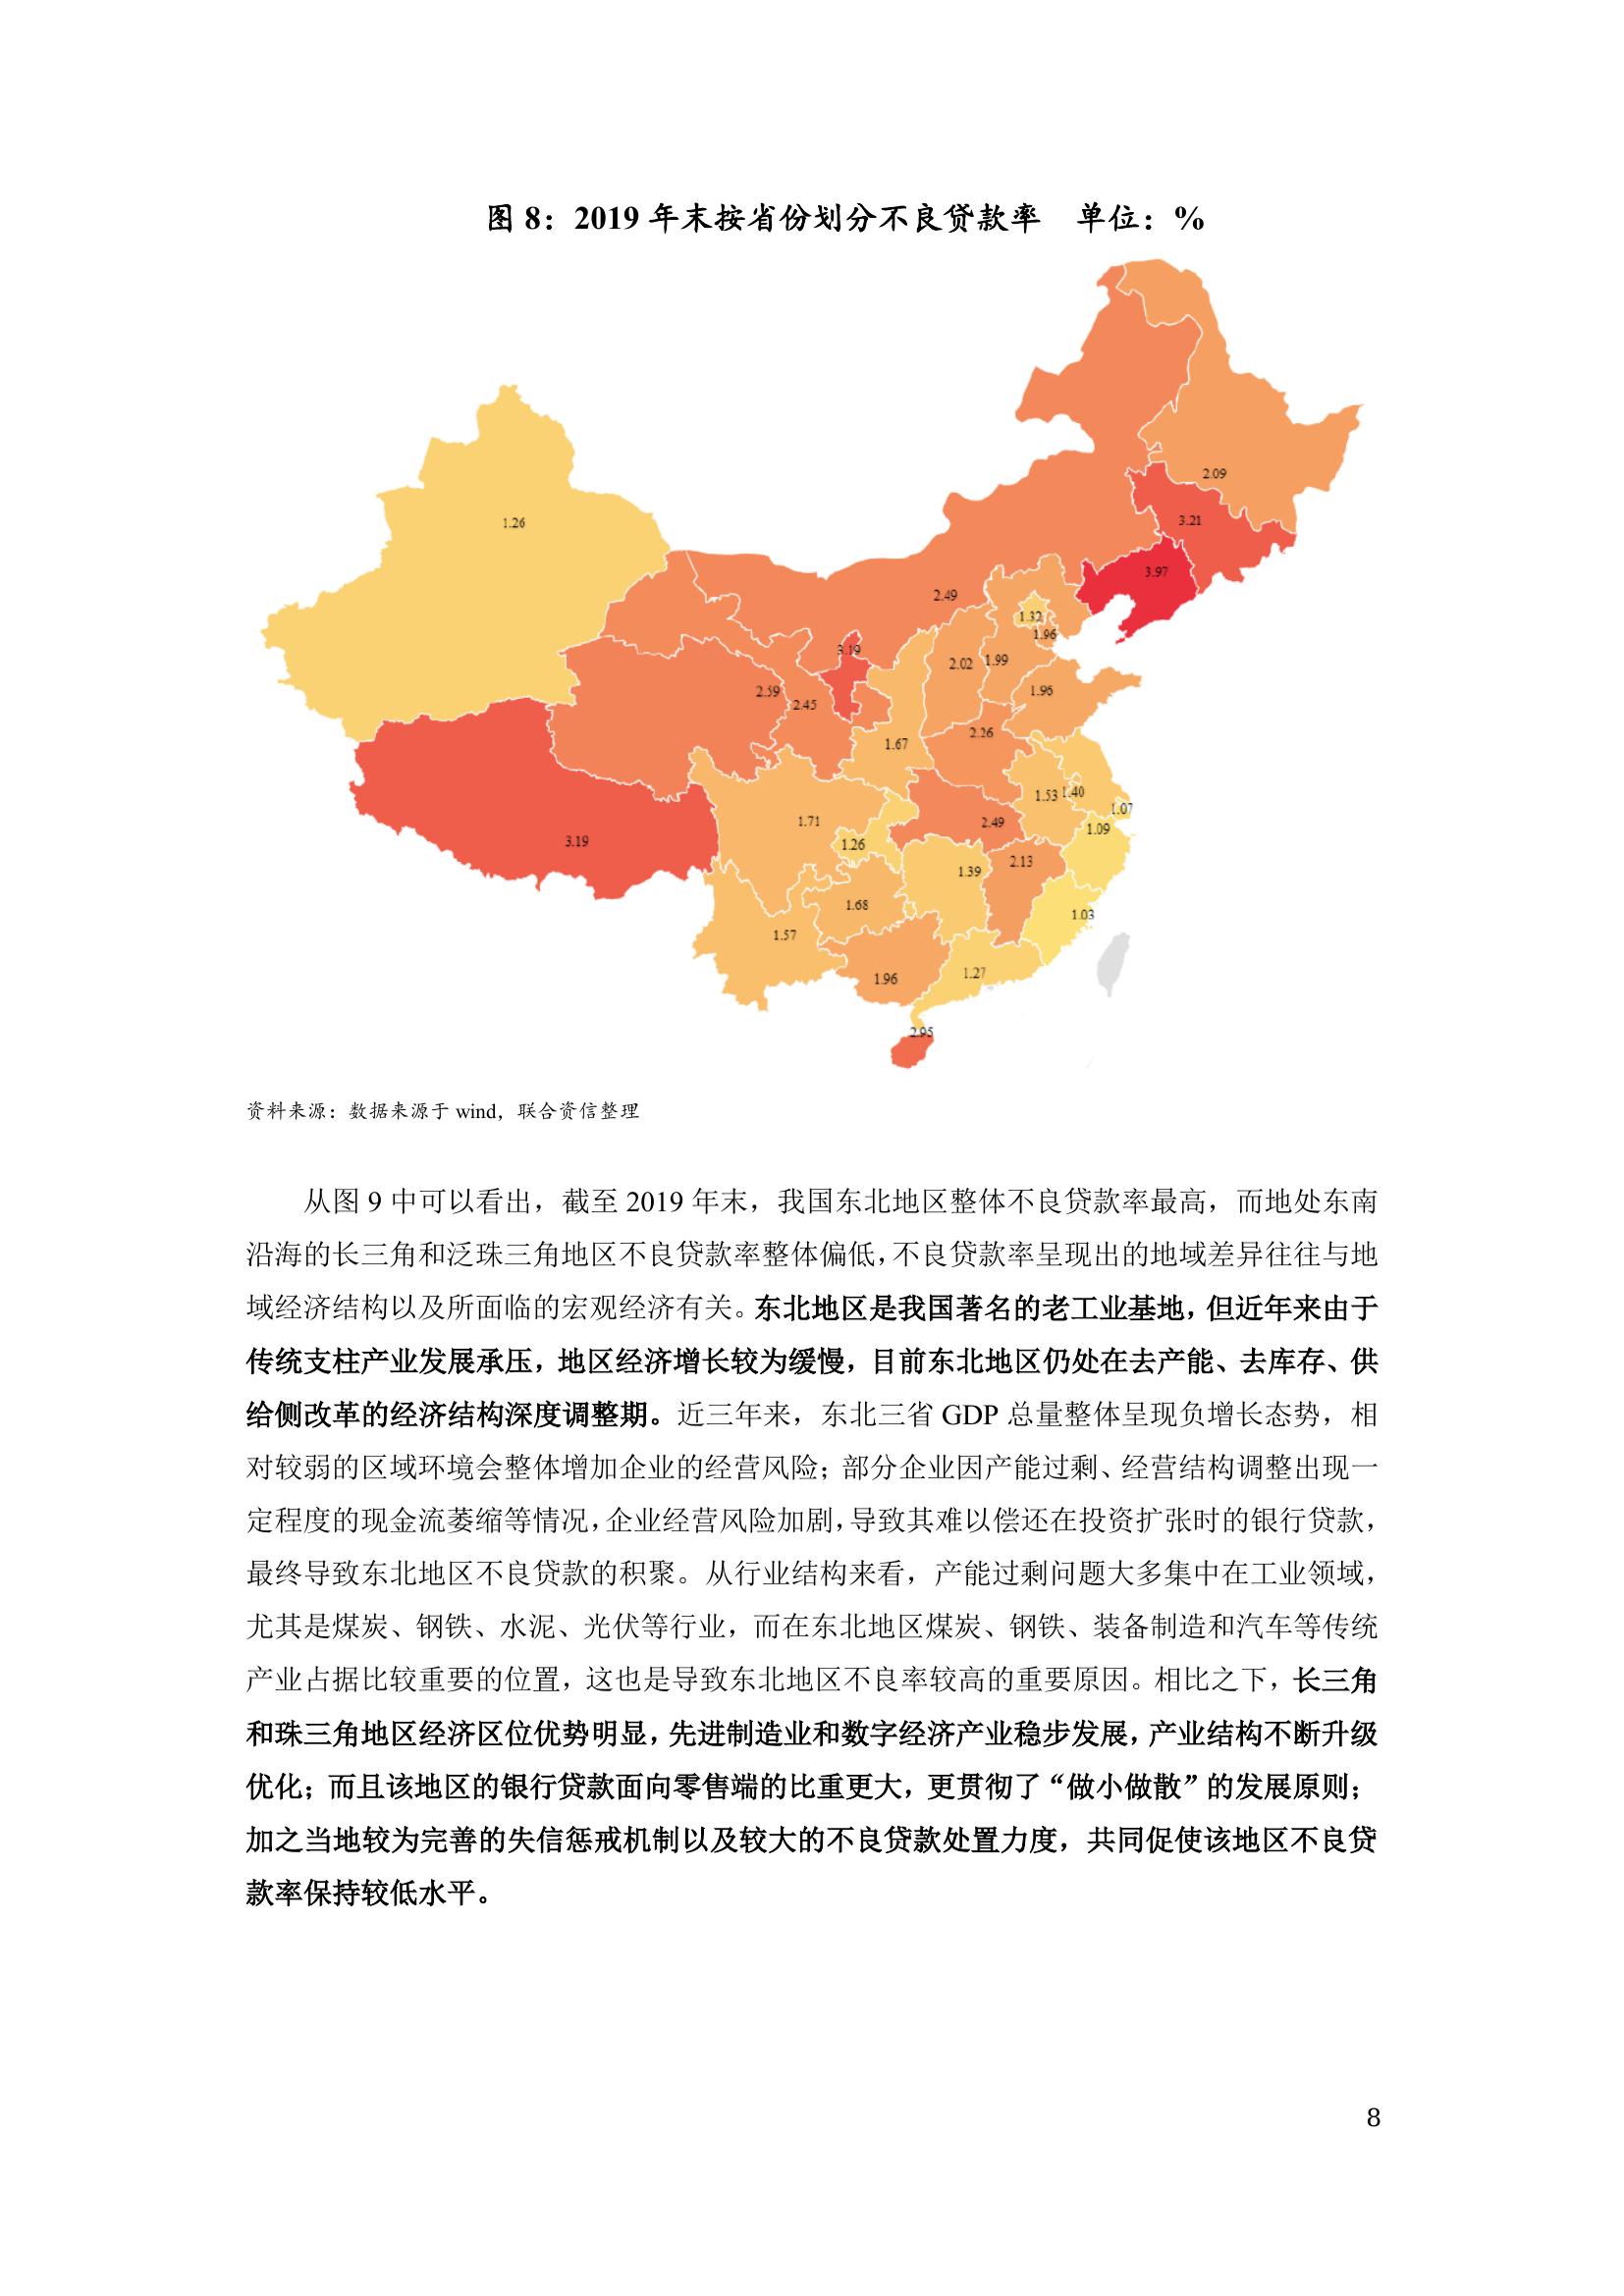 图 8：2019 年末按省份划分不良贷款率 单位：%
2.09
1.26
3.21
3.97
2.49
1.32
1.96
3.19
2.02
1.99
2.59
2.45
1.96
2.26
1.67
1.53
1.40
1.07
1.71
2.49
1.09
1.26
3.19
2.13
1.39
1.68
1.03
1.57
1.96
1.27
2.95
资料来源：数据来源于 wind，联合资信整理
从图 9 中可以看出，截至 2019 年末，我国东北地区整体不良贷款率最高，而地处东南
沿海的长三角和泛珠三角地区不良贷款率整体偏低，不良贷款率呈现出的地域差异往往与地
域经济结构以及所面临的宏观经济有关。东北地区是我国著名的老工业基地，但近年来由于
传统支柱产业发展承压，地区经济增长较为缓慢，目前东北地区仍处在去产能、去库存、供
给侧改革的经济结构深度调整期。近三年来，东北三省 GDP 总量整体呈现负增长态势，相
对较弱的区域环境会整体增加企业的经营风险；部分企业因产能过剩、经营结构调整出现一
定程度的现金流萎缩等情况，企业经营风险加剧，导致其难以偿还在投资扩张时的银行贷款，
最终导致东北地区不良贷款的积聚。从行业结构来看，产能过剩问题大多集中在工业领域，
尤其是煤炭、钢铁、水泥、光伏等行业，而在东北地区煤炭、钢铁、装备制造和汽车等传统
产业占据比较重要的位置，这也是导致东北地区不良率较高的重要原因。相比之下，长三角
和珠三角地区经济区位优势明显，先进制造业和数字经济产业稳步发展，产业结构不断升级
优化；而且该地区的银行贷款面向零售端的比重更大，更贯彻了“做小做散”的发展原则；
加之当地较为完善的失信惩戒机制以及较大的不良贷款处置力度，共同促使该地区不良贷
款率保持较低水平。
8